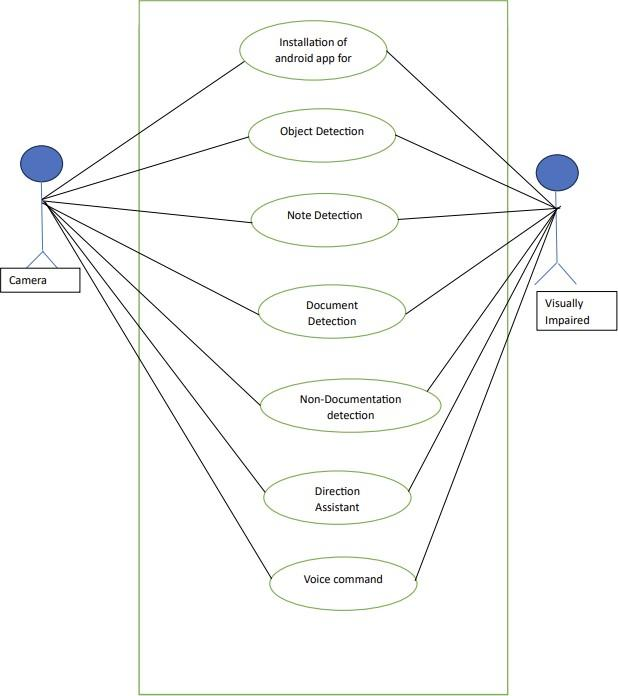 Installation of
android app for
Object Detection
Note Detection
Camera
Document
Detection
Visually
Impaired
Non-Documentation
detection
Direction
Assistant
Voice command